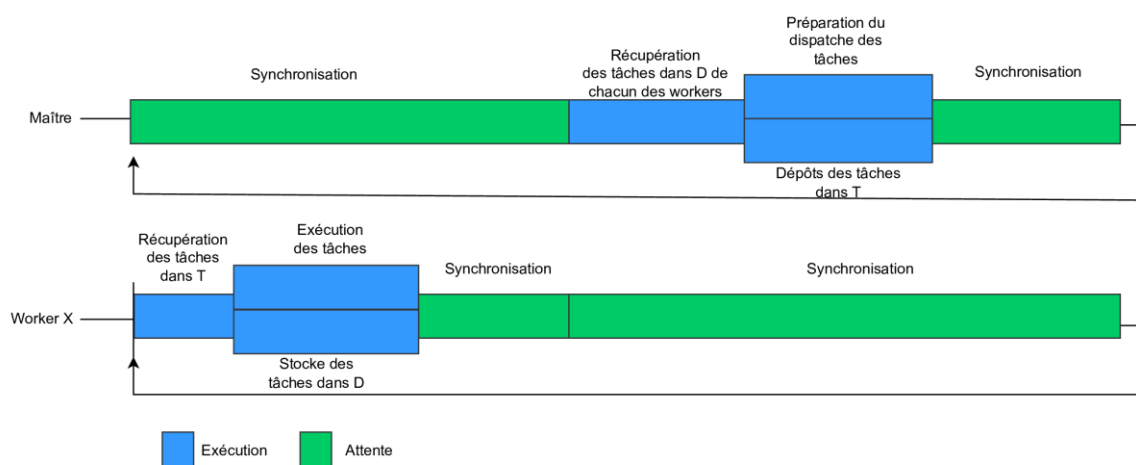 Préparation du
dispatche des
tâches
Synchronisation
Récupération
des tâches dans D de
chacun des workers
Synchronisation
Maître
Dépôts des tâches
dans T
Récupération
des tâches
dans T
Exécution
des tâches
Synchronisation
Synchronisation
Worker X
Stocke des
tâches dans D
Exécution
Attente